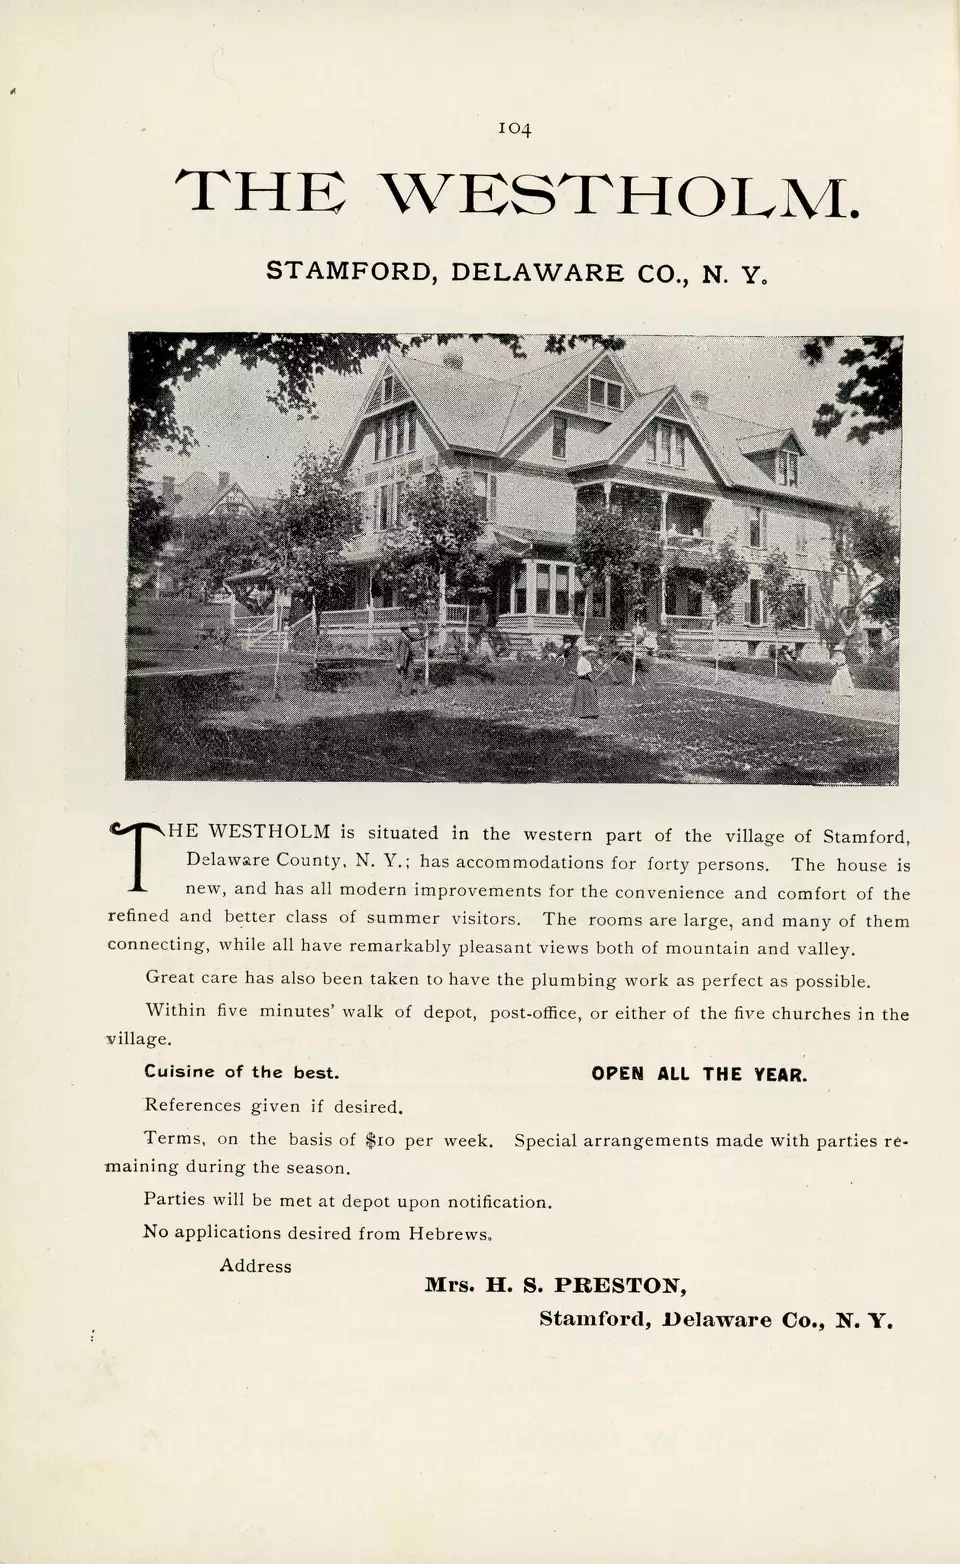 104
THE WESTHOLM.
STAMFORD, DELAWARE CO., N. Y.
THE WESTHOLM is situated in the western part of the village of Stamford,
Delaware County, N. Y.; has accommodations for forty persons. The house is
new, and has all modern improvements for the convenience and comfort of the
refined and better class of summer visitors. The rooms are large, and many of them
connecting, while all have remarkably pleasant views both of mountain and valley.
Great care has also been taken to have the plumbing work as perfect as possible.
Within five minutes' walk of depot, post-office, or either of the five churches in the
village.
Cuisine of the best. OPEN ALL THE YEAR.
References given if desired.
Terms, on the basis of $10 per week. Special arrangements made with parties re-
maining during the season.
Parties will be met at depot upon notification.
No applications desired from Hebrews.
Address
Mrs. H. S. PRESTON,
Stamford, Delaware Co., N. Y.